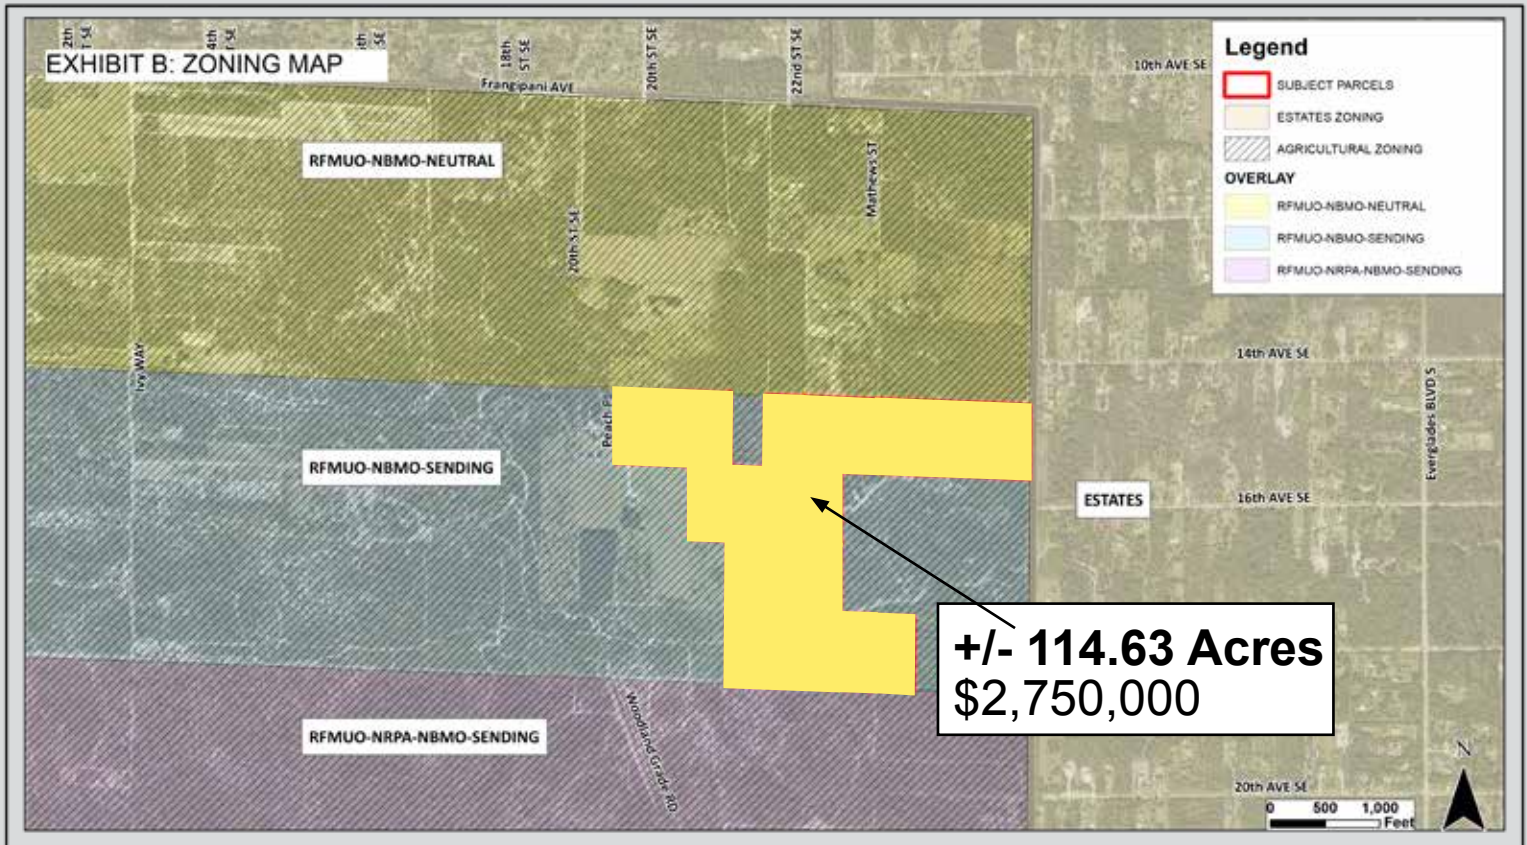 EXHIBIT B: ZONING MAP
18th
ST SE
20th ST SE
22nd ST SE
Frangipani AVE
10th AVE SE
Legend
SUBJECT PARCELS
ESTATES ZONING
AGRICULTURAL ZONING
OVERLAY
RFMUO-NBMO-NEUTRAL
RFMUO-NBMO-SENDING
RFMUO-NRPA-NBMO-SENDING
RFMUO-NBMO-NEUTRAL
Mathews ST
20th ST SE
Ivy WAY
14th AVE SE
Everglades BLVD S
Peach
RFMUO-NBMO-SENDING
ESTATES
16th AVE SE
+/- 114.63 Acres
$2,750,000
RFMUO-NRPA-NBMO-SENDING
Woodland Grade RD
20th AVE SE
N
0 500 1,000
Feet